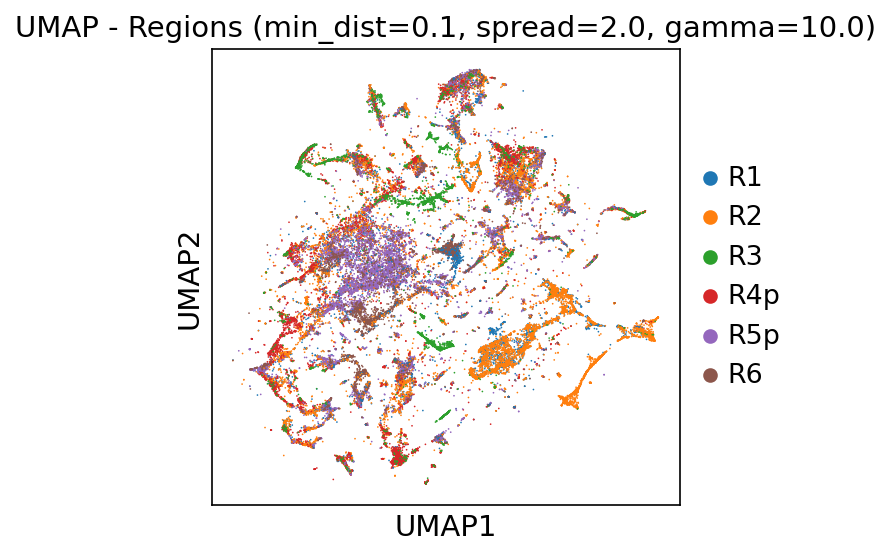 UMAP - Regions (min_dist=0.1, spread=2.0, gamma=10.0)
UMAP2
R1
R2
R3
R4p
R5p
R6
UMAP1